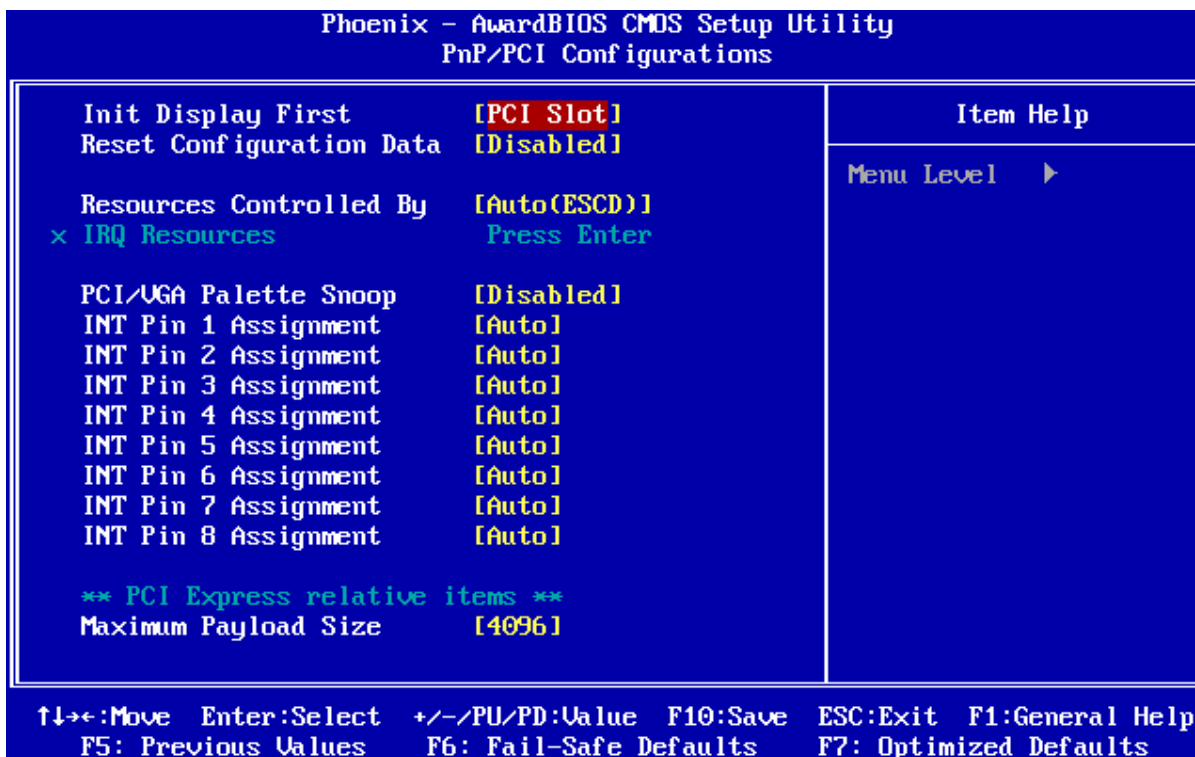 Phoenix - AwardBIOS CMOS Setup Utility
PnP/PCI Configurations
Init Display First [PCI Slot]
Reset Configuration Data [Disabled]
Resources Controlled By [Auto(ESCD)]
x IRQ Resources Press Enter
PCI/VGA Palette Snoop [Disabled]
INT Pin 1 Assignment [Auto]
INT Pin 2 Assignment [Auto]
INT Pin 3 Assignment [Auto]
INT Pin 4 Assignment [Auto]
INT Pin 5 Assignment [Auto]
INT Pin 6 Assignment [Auto]
INT Pin 7 Assignment [Auto]
INT Pin 8 Assignment [Auto]
** PCI Express relative items **
Maximum Payload Size [4096]
Item Help
Menu Level ▶
↑↓→←:Move Enter:Select +/-/PU/PD:Value F10:Save ESC:Exit F1:General Help
F5: Previous Values F6: Fail-Safe Defaults F7: Optimized Defaults